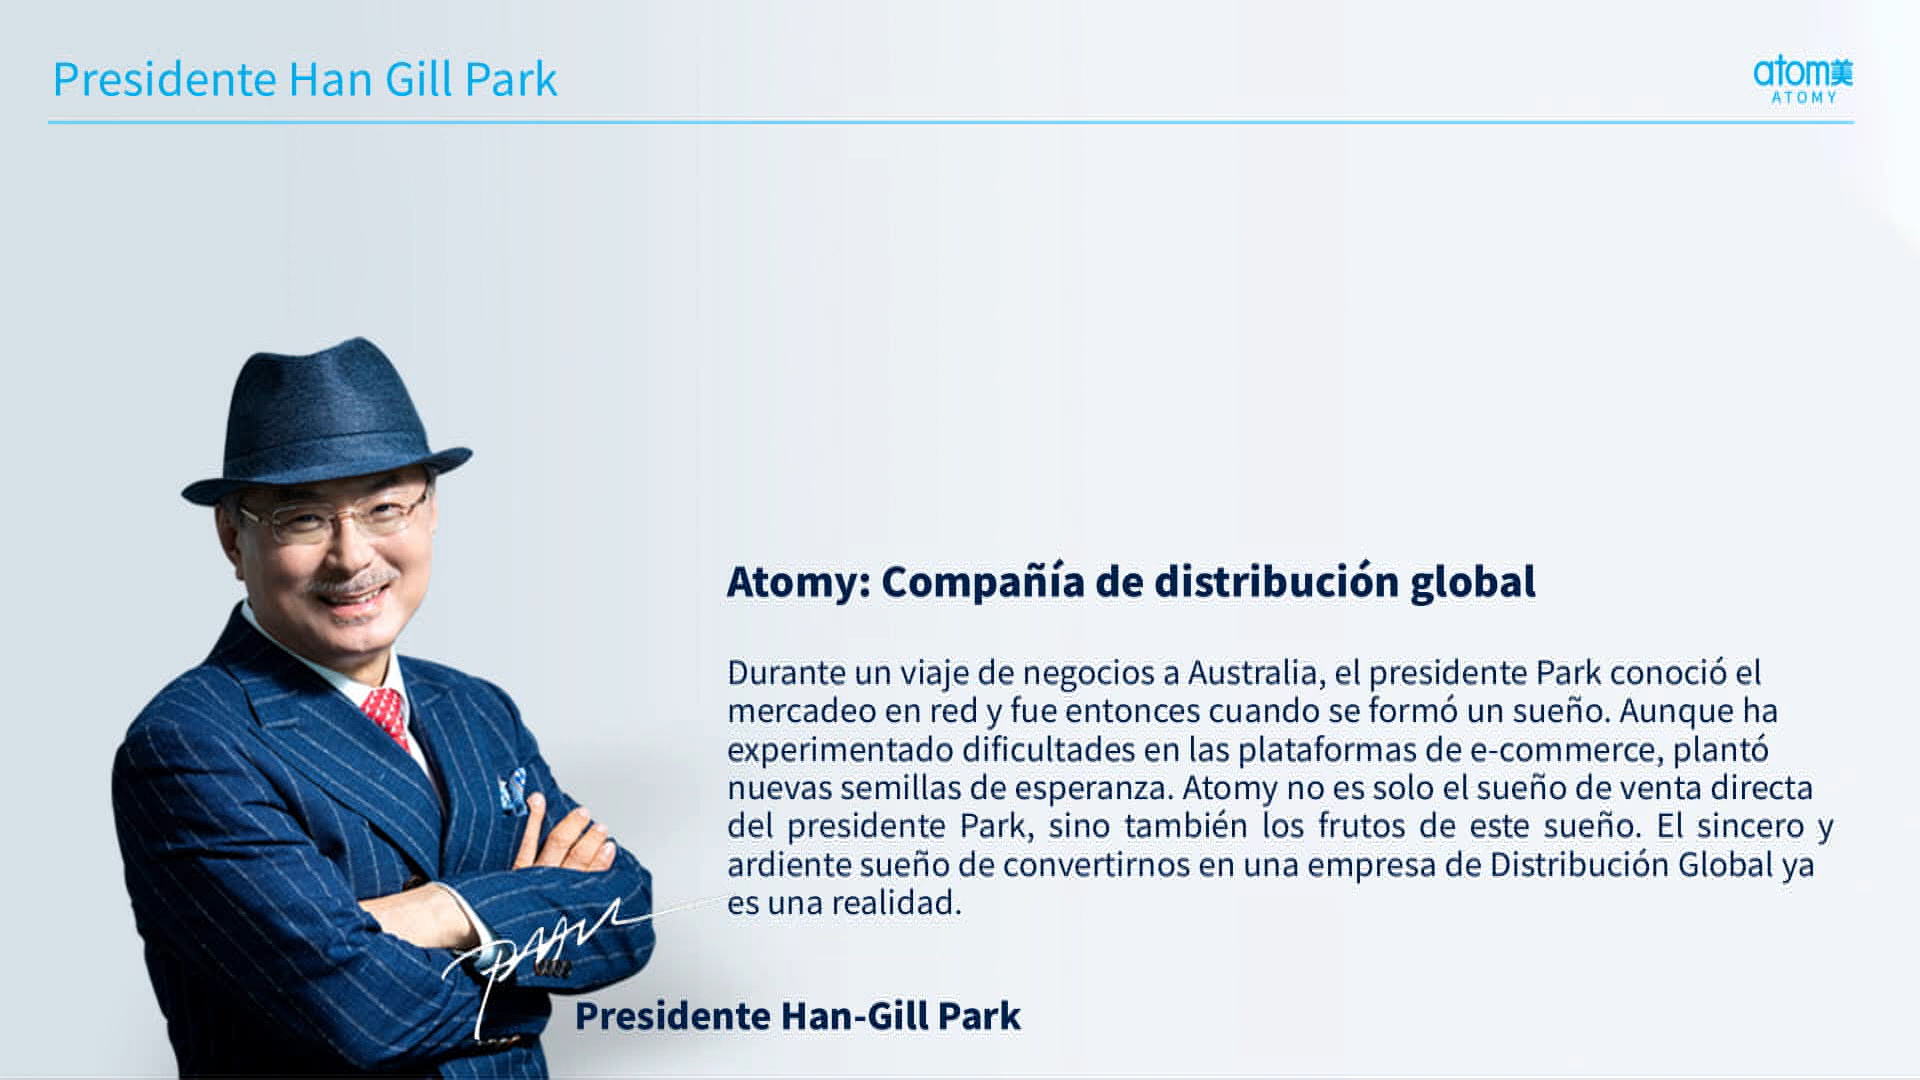 Presidente Han Gill Park
atom美
ATOMY
Atomy: Compañía de distribución global
Durante un viaje de negocios a Australia, el presidente Park conoció el
mercadeo en red y fue entonces cuando se formó un sueño. Aunque ha
experimentado dificultades en las plataformas de e-commerce, plantó
nuevas semillas de esperanza. Atomy no es solo el sueño de venta directa
del presidente Park, sino también los frutos de este sueño. El sincero y
ardiente sueño de convertirnos en una empresa de Distribución Global ya
es una realidad.
Presidente Han-Gill Park